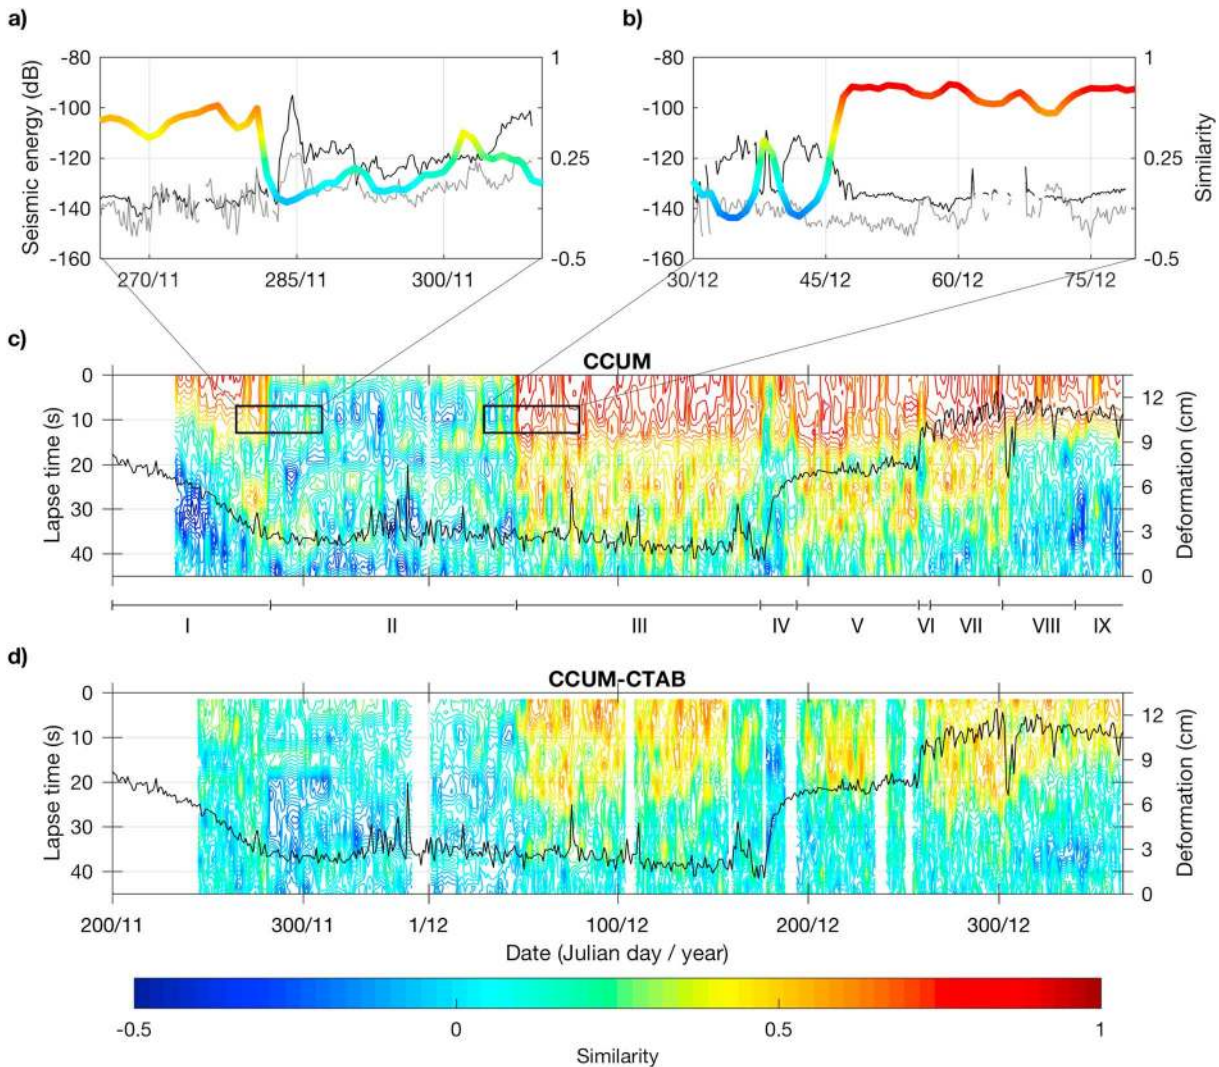 a)
b)
-80
-100
-120
-140
-160
Seismic energy (dB)
1
0.25
-0.5
270/11
285/11
300/11
-80
-100
-120
-140
-160
1
0.25
-0.5
Similarity
30/12
45/12
60/12
75/12
c)
CCUM
0
10
20
30
40
Lapse time (s)
12
9
6
3
0
Deformation (cm)
I II III IV V VI VII VIII IX
d)
CCUM-CTAB
0
10
20
30
40
Lapse time (s)
12
9
6
3
0
Deformation (cm)
200/11 300/11 1/12 100/12 200/12 300/12
Date (Julian day / year)
-0.5 0 0.5 1
Similarity